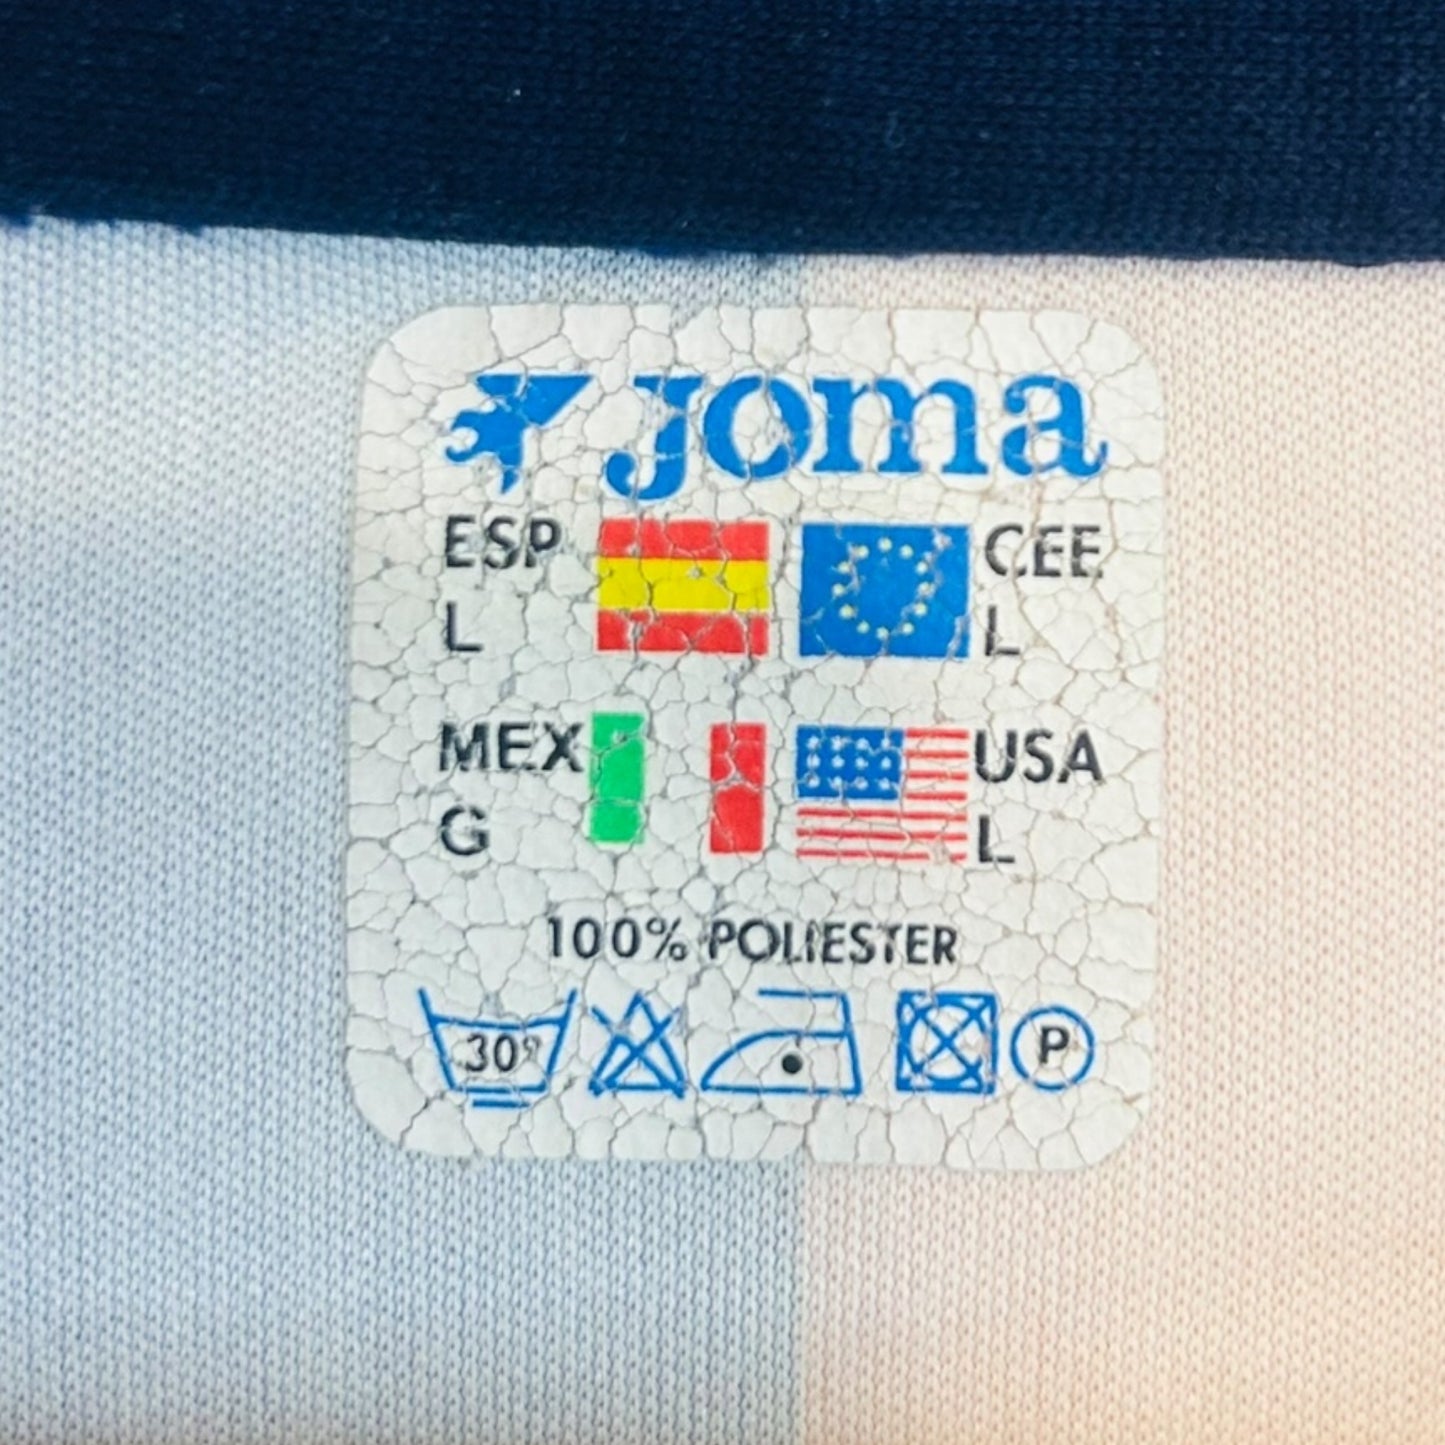 Joma
ESP CEE
L L
MEX USA
G L
100% POLIESTER
30° P